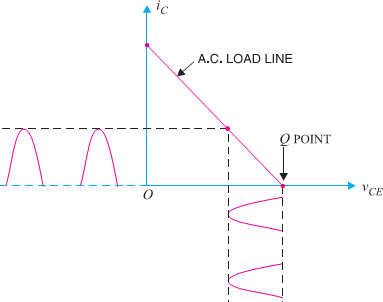 i_C
A.C. LOAD LINE
Q POINT
O
v_CE